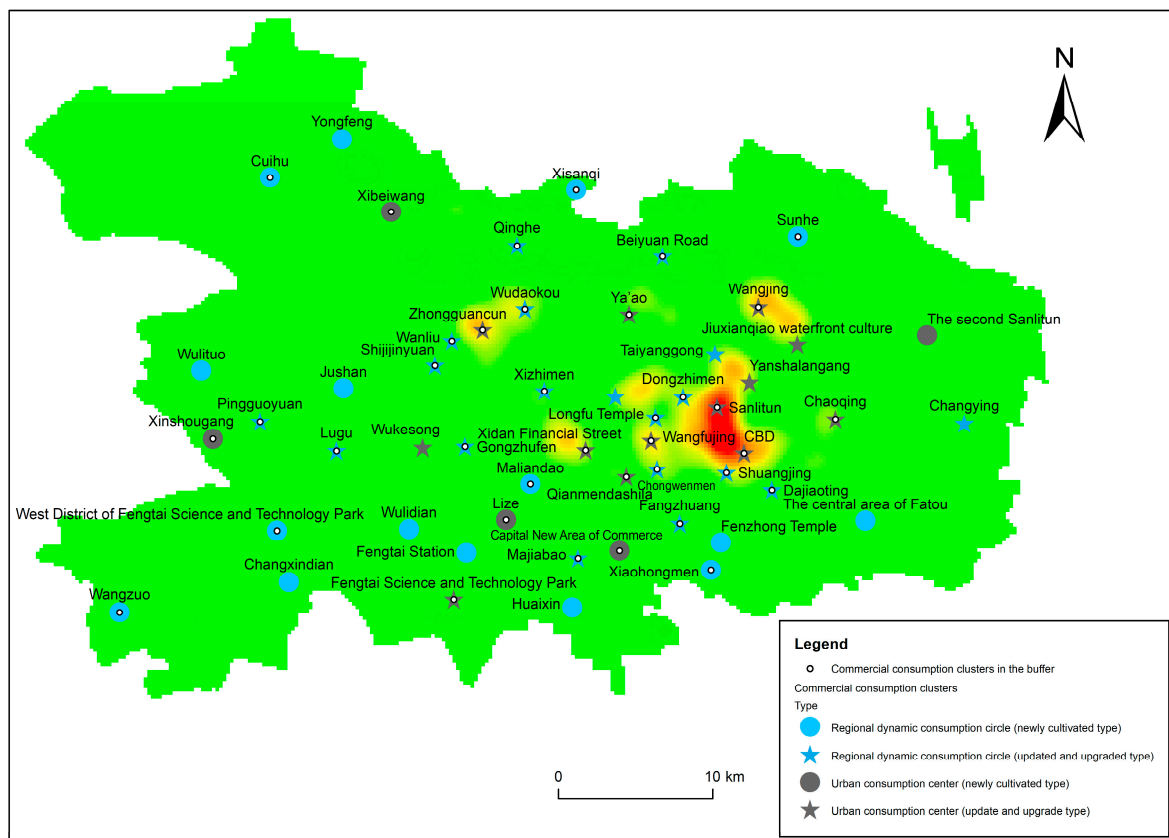 N
Yongfeng
Cuihu
Xisanqi
Xibeiwang
Sunhe
Qinghe
Beiyuan Road
Wangjing
Wudaokou
Ya'ao
Zhongguancun
The second Sanlitun
Jiuxianqiao waterfront culture
Wanliu
Shijijinyuan
Taiyanggong
Wulituo
Yanshalangang
Jushan
Xizhimen
Dongzhimen
Pingguoyuan
Longfu Temple
Sanlitun
Chaoqing
Changying
Xinshougang
Lugu
Wukesong
Xidan Financial Street
Gongzhufen
Wangfujing
CBD
Maliandao
Shuangjing
Qianmendashila
Chongwenmen
Dajiaoting
Lize
Fangzhuang
The central area of Fatou
West District of Fengtai Science and Technology Park
Wulidian
Capital New Area of Commerce
Fenzhong Temple
Fengtai Station
Majiabao
Changxindian
Xiaohongmen
Fengtai Science and Technology Park
Wangzuo
Huaixin
0
10 km
Legend
Commercial consumption clusters in the buffer
Commercial consumption clusters
Type
Regional dynamic consumption circle (newly cultivated type)
Regional dynamic consumption circle (updated and upgraded type)
Urban consumption center (newly cultivated type)
Urban consumption center (update and upgrade type)